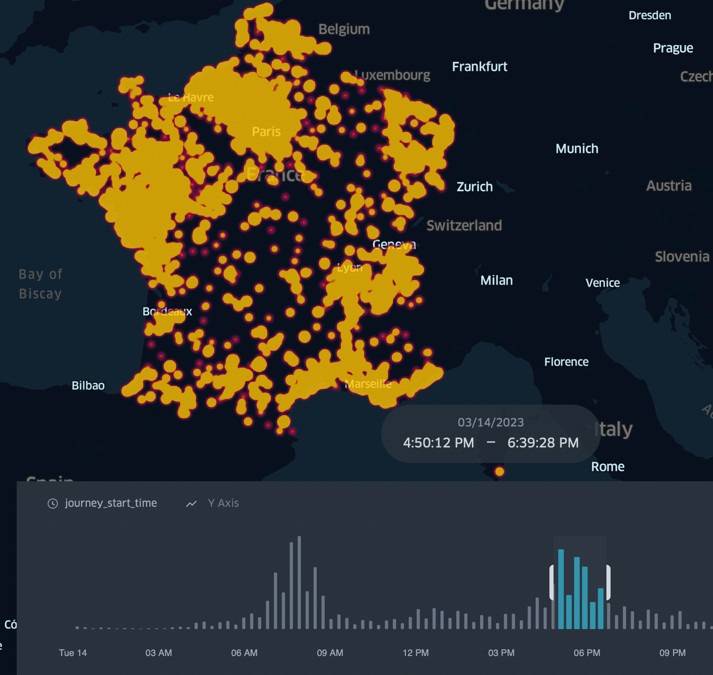 Germany
Dresden
Belgium
Prague
Luxembourg
Frankfurt
Czech
Le Havre
Paris
Munich
France
Zurich
Austria
Switzerland
Geneva
Slovenia
Lyon
Bay of
Biscay
Milan
Venice
Bordeaux
Florence
Bilbao
Marseille
03/14/2023
4:50:12 PM – 6:39:28 PM
Italy
Rome
Spain
journey_start_time
Y Axis
Có
e
Tue 14
03 AM
06 AM
09 AM
12 PM
03 PM
06 PM
09 PM